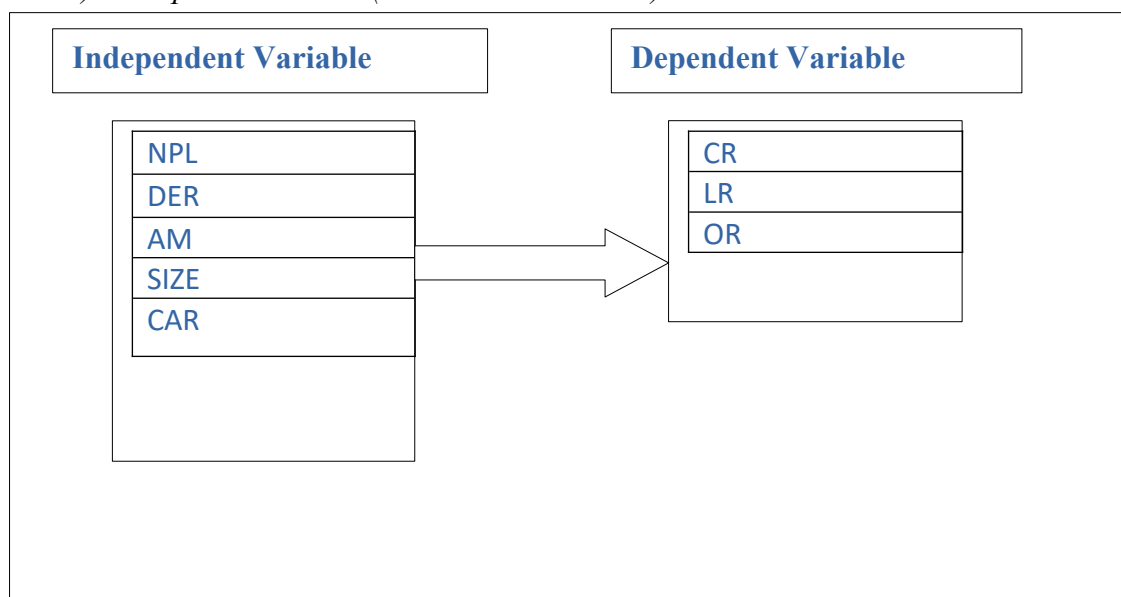 Independent Variable
Dependent Variable
NPL
DER
AM
SIZE
CAR
CR
LR
OR